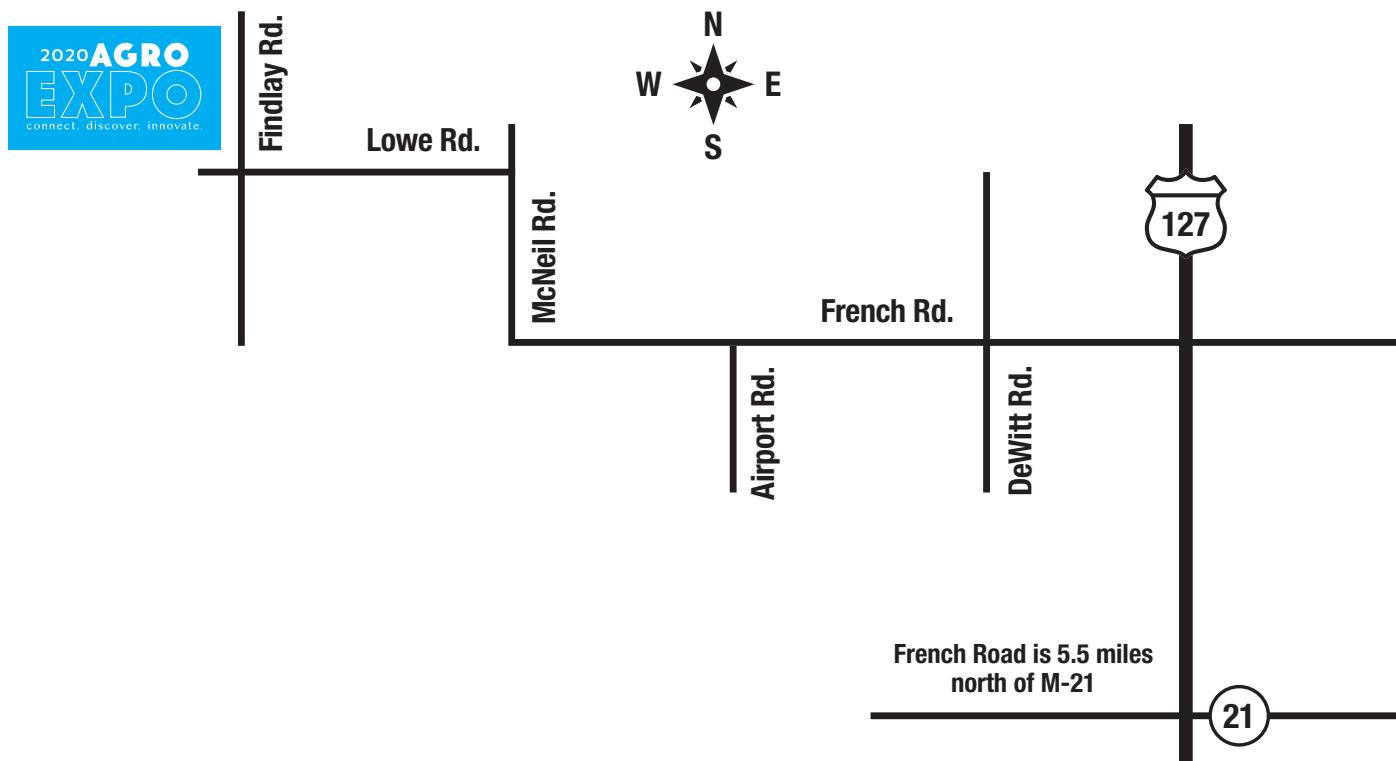 2020 AGRO
EXPO
connect. discover. innovate.
Findlay Rd.
N
W
E
S
Lowe Rd.
McNeil Rd.
127
French Rd.
Airport Rd.
DeWitt Rd.
French Road is 5.5 miles
north of M-21
21